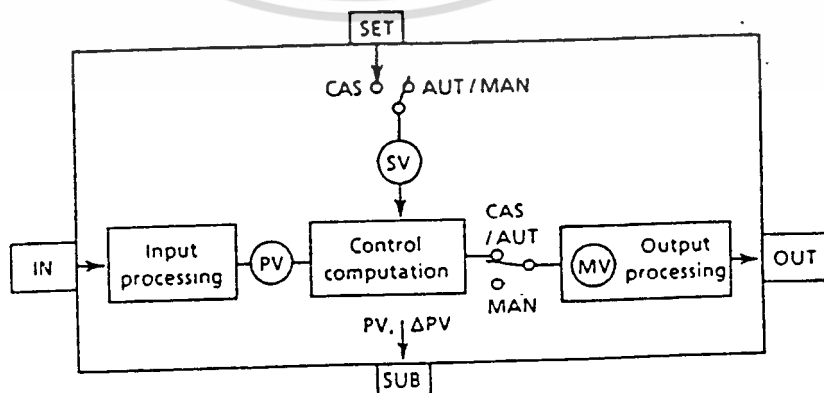 SET
CAS
AUT / MAN
SV
IN
Input
processing
PV
Control
computation
CAS
/ AUT
MAN
MV
Output
processing
OUT
PV, ΔPV
SUB